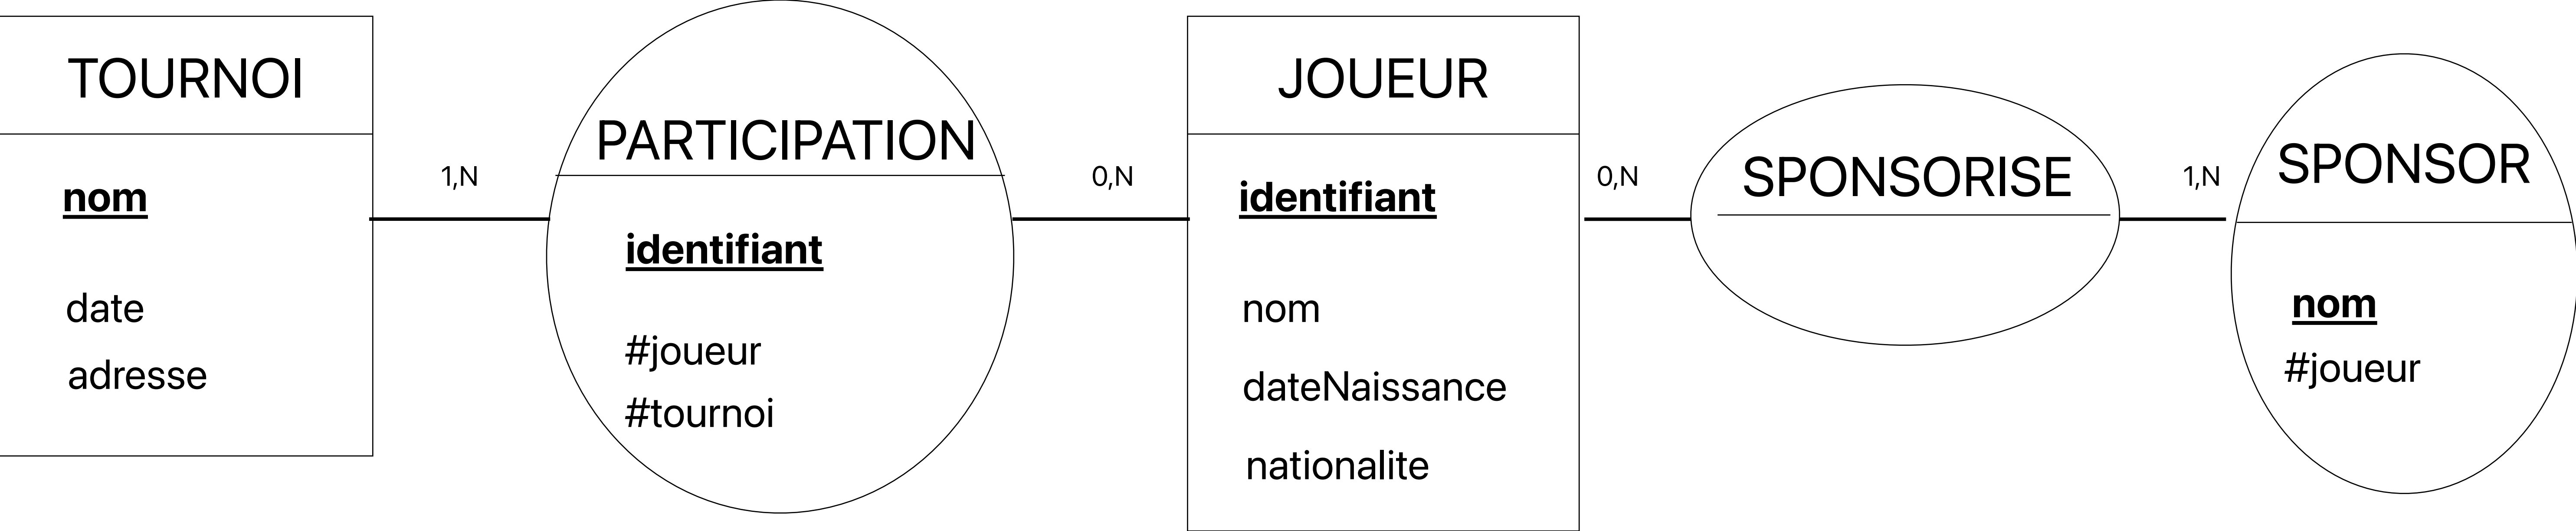 TOURNOI
nom
date
adresse
1,N
PARTICIPATION
identifiant
#joueur
#tournoi
0,N
JOUEUR
identifiant
nom
dateNaissance
nationalite
0,N
SPONSORISE
1,N
SPONSOR
nom
#joueur